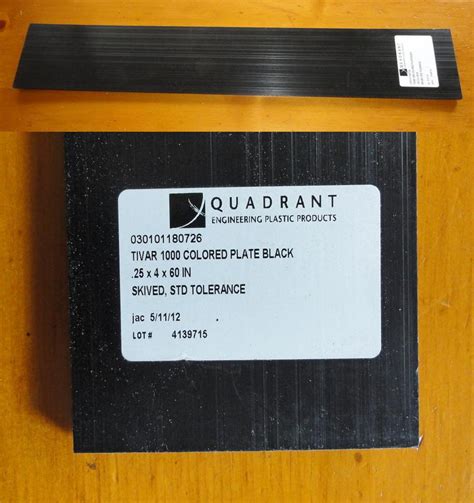 QUADRANT
QUADRANT
ENGINEERING PLASTIC PRODUCTS
030101180726
TIVAR 1000 COLORED PLATE BLACK
.25 x 4 x 60 IN
SKIVED, STD TOLERANCE
jac 5/11/12
LOT # 4139715